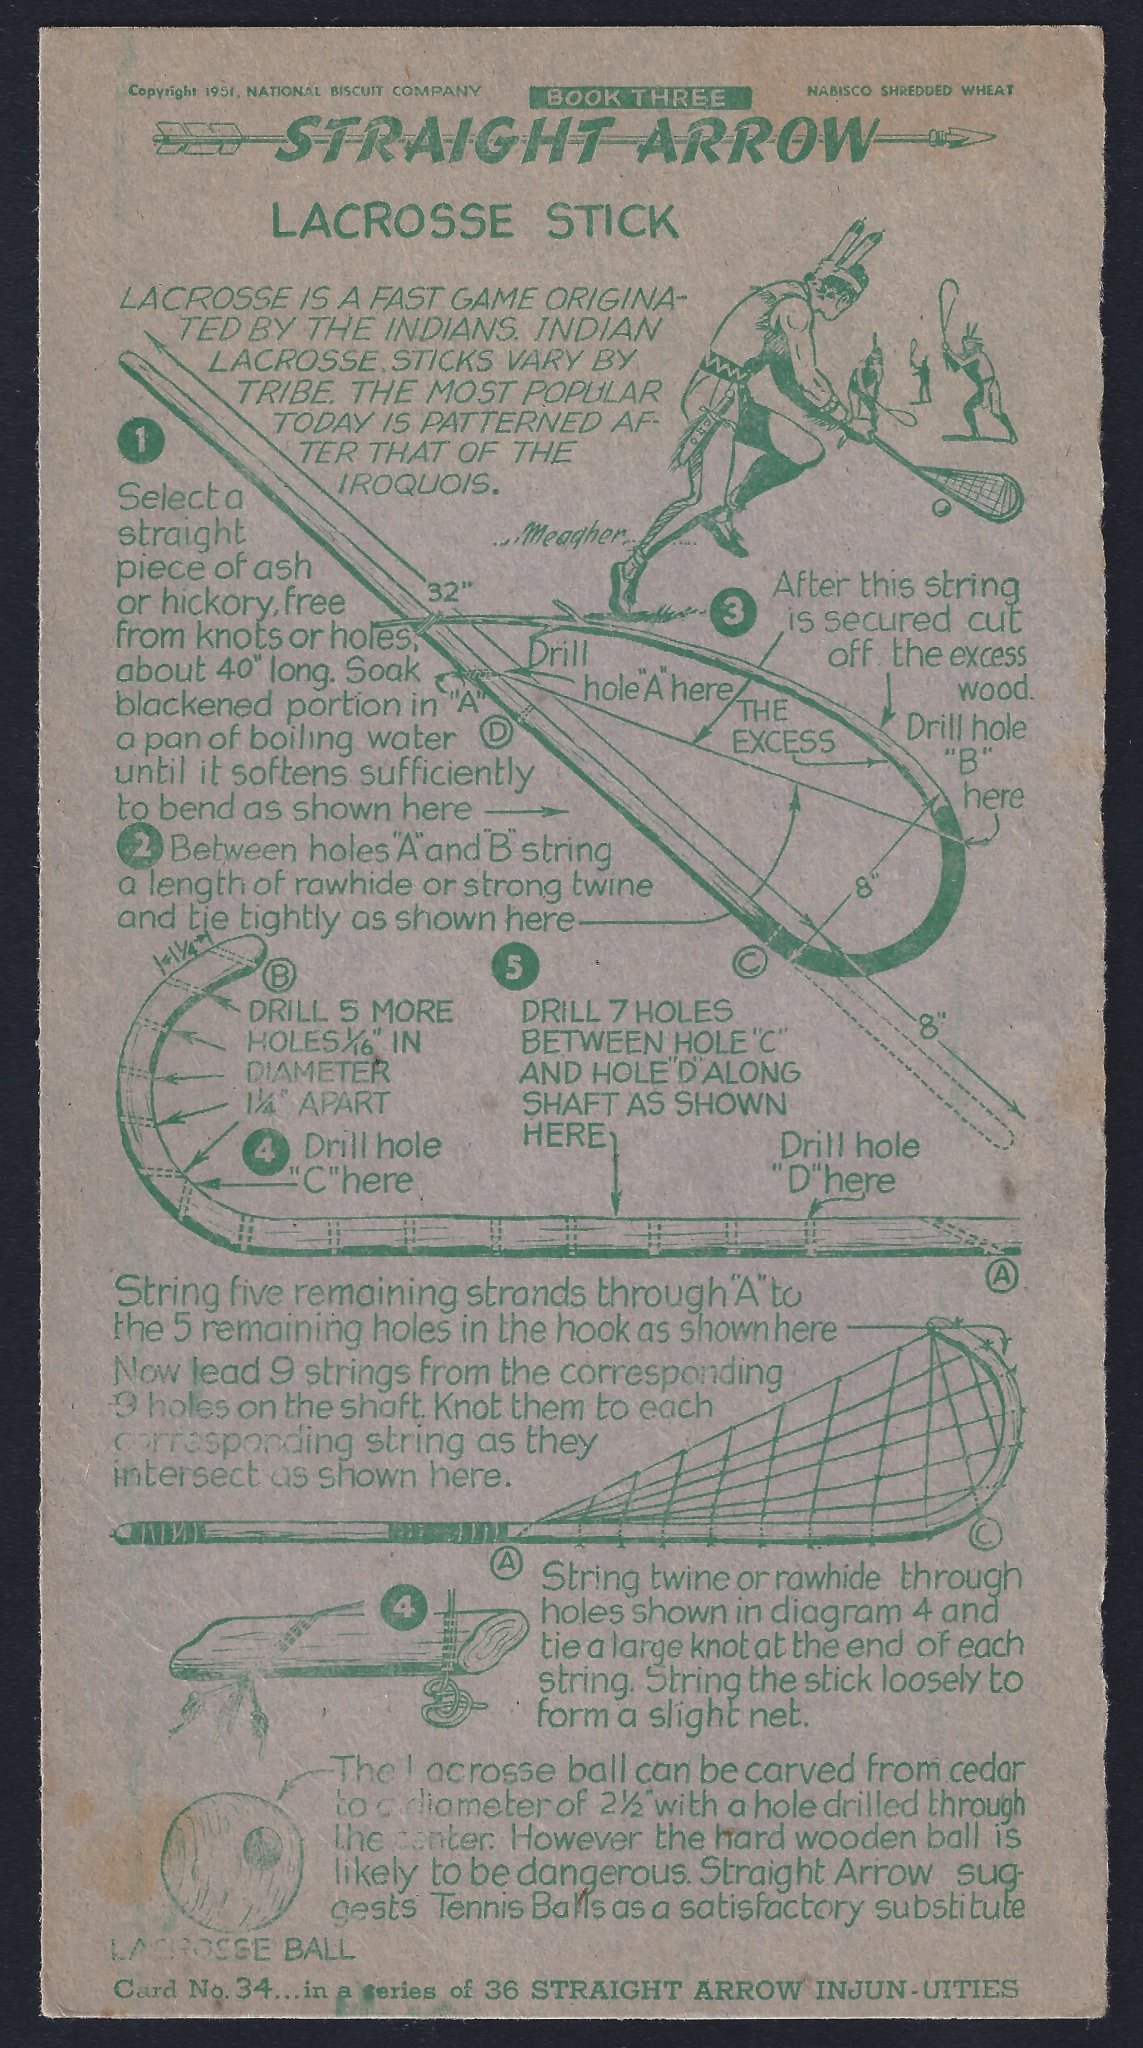 Copyright 1951, NATIONAL BISCUIT COMPANY
BOOK THREE
NABISCO SHREDDED WHEAT
STRAIGHT ARROW
LACROSSE STICK
LACROSSE IS A FAST GAME ORIGINA-
TED BY THE INDIANS. INDIAN
LACROSSE STICKS VARY BY
TRIBE. THE MOST POPULAR
TODAY IS PATTERNED AF-
TER THAT OF THE
IROQUOIS.
...Meagher...
1
Select a
straight
piece of ash
or hickory, free
from knots or holes,
about 40" long. Soak
blackened portion in
a pan of boiling water
until it softens sufficiently
to bend as shown here
32"
"A"
D
Drill
hole "A" here
3
After this string
is secured cut
off the excess
wood.
THE
EXCESS
Drill hole
"B"
here
8"
8"
C
2 Between holes "A" and "B" string
a length of rawhide or strong twine
and tie tightly as shown here
1¼"
B
DRILL 5 MORE
HOLES 1/16" IN
DIAMETER
1¼" APART
4 Drill hole
"C" here
5
DRILL 7 HOLES
BETWEEN HOLE "C"
AND HOLE "D" ALONG
SHAFT AS SHOWN
HERE
Drill hole
"D" here
A
String five remaining strands through "A" to
the 5 remaining holes in the hook as shown here
Now lead 9 strings from the corresponding
9 holes on the shaft. Knot them to each
corresponding string as they
intersect as shown here.
A
C
4
String twine or rawhide through
holes shown in diagram 4 and
tie a large knot at the end of each
string. String the stick loosely to
form a slight net.
The Lacrosse ball can be carved from cedar
to a diameter of 2½" with a hole drilled through
the center. However the hard wooden ball is
likely to be dangerous. Straight Arrow sug-
gests Tennis Balls as a satisfactory substitute
LACROSSE BALL
Card No. 34...in a series of 36 STRAIGHT ARROW INJUN-UITIES